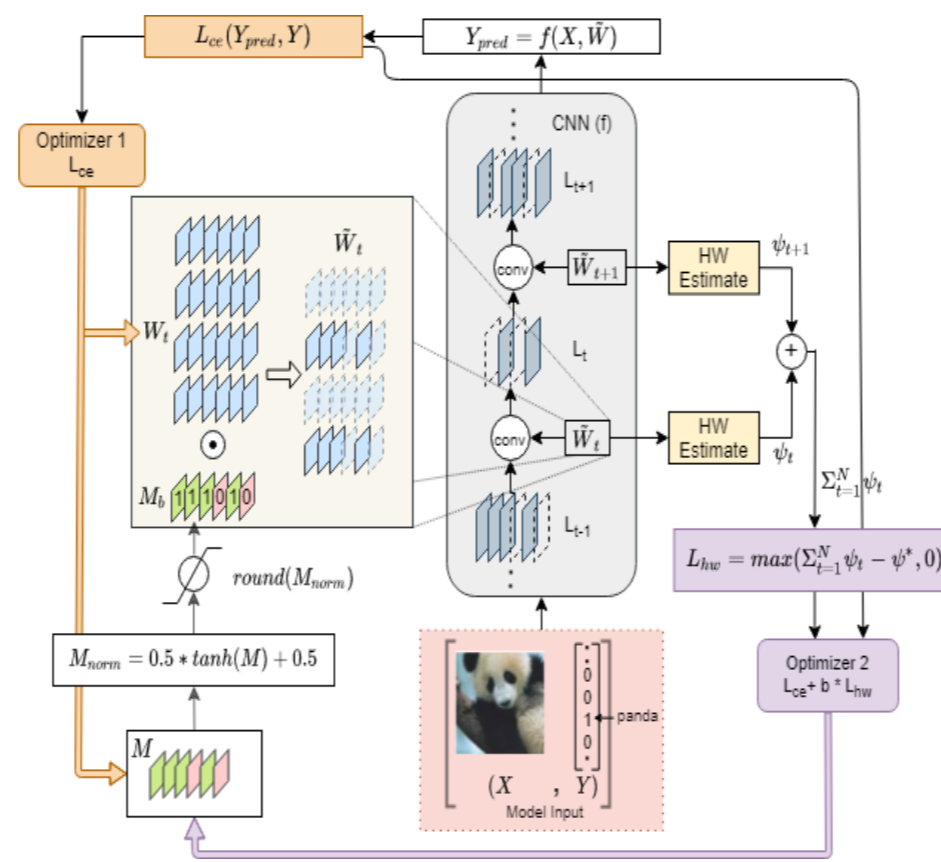 L_ce(Y_pred, Y)
Y_pred = f(X, W̃)
CNN (f)
Optimizer 1
L_ce
L_t+1
W̃_t
conv
W̃_t+1
HW
Estimate
ψ_t+1
W_t
L_t
+
conv
W̃_t
HW
Estimate
ψ_t
M_b
1 1 1 0 1 0
L_t-1
Σ_{t=1}^N ψ_t
round(M_norm)
L_hw = max(Σ_{t=1}^N ψ_t − ψ*, 0)
M_norm = 0.5 * tanh(M) + 0.5
Optimizer 2
L_ce+ b * L_hw
0
0
1
panda
0
M
(X , Y)
Model Input